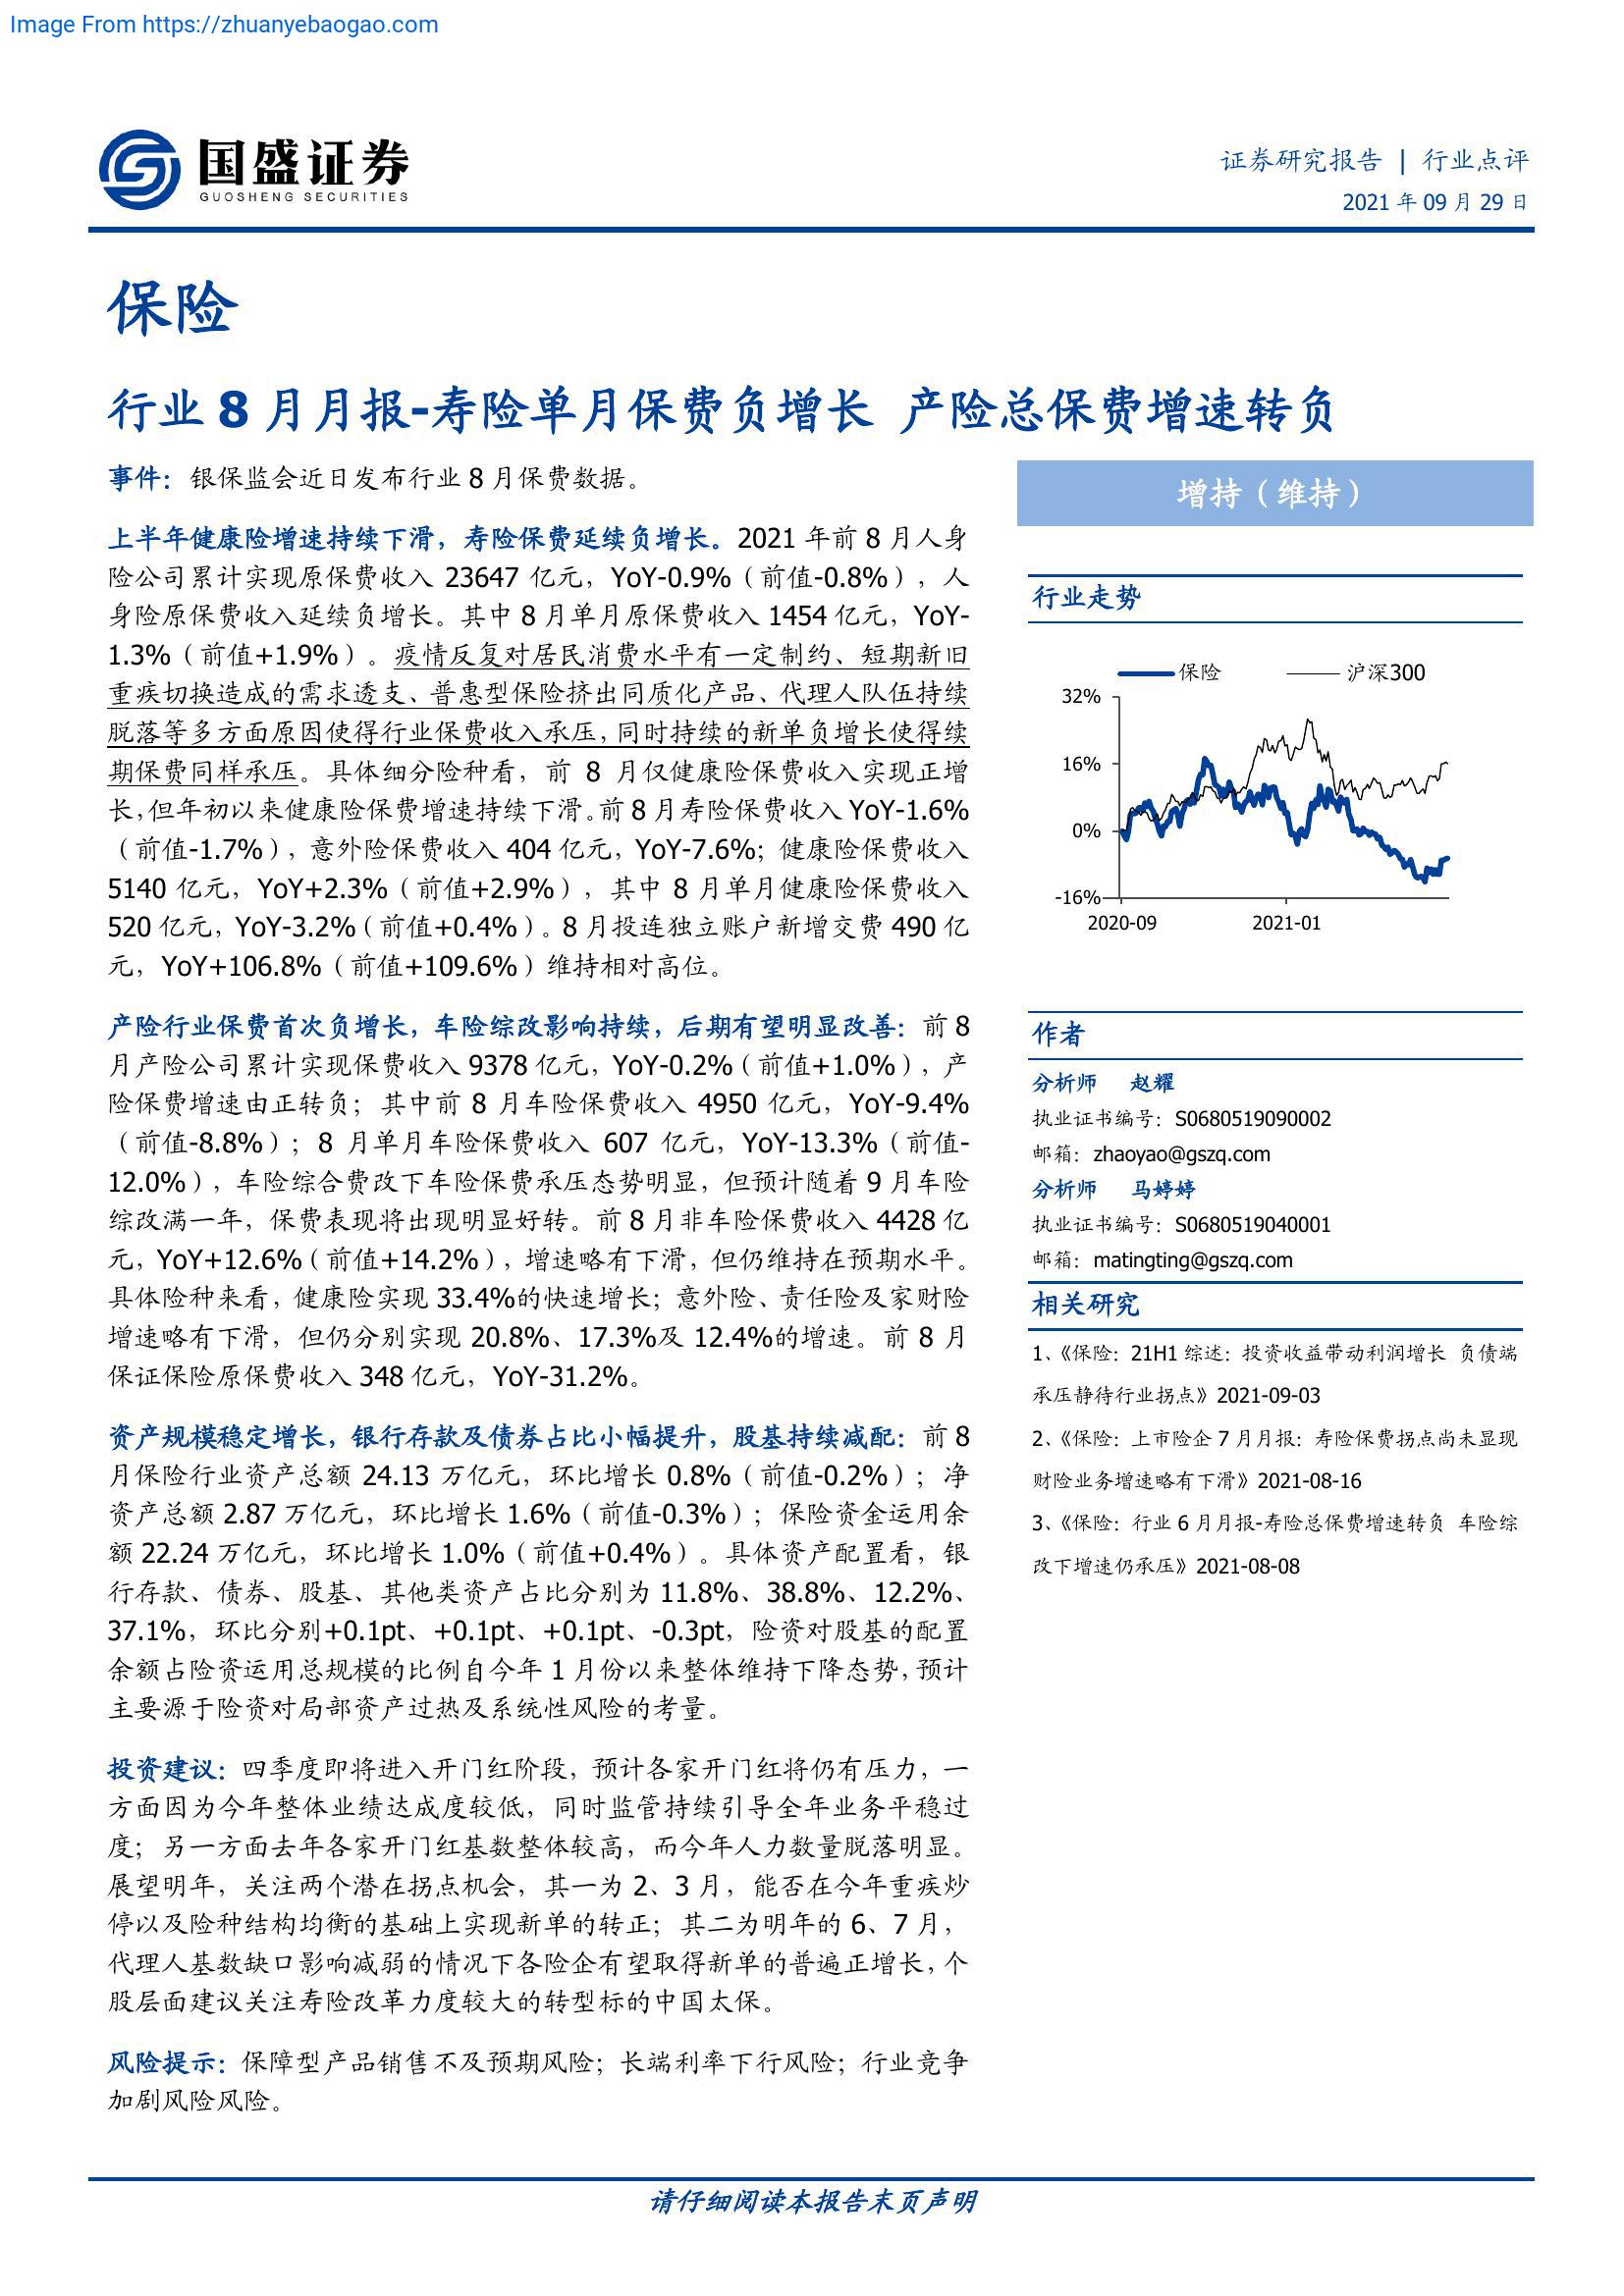 Image From https://zhuanyebaogao.com
国盛证券
GUOSHENG SECURITIES
证券研究报告 | 行业点评
2021 年 09 月 29 日
保险
行业 8 月月报-寿险单月保费负增长 产险总保费增速转负
事件：银保监会近日发布行业 8 月保费数据。
上半年健康险增速持续下滑，寿险保费延续负增长。2021 年前 8 月人身
险公司累计实现原保费收入 23647 亿元，YoY-0.9%（前值-0.8%），人
身险原保费收入延续负增长。其中 8 月单月原保费收入 1454 亿元，YoY-
1.3%（前值+1.9%）。疫情反复对居民消费水平有一定制约、短期新旧
重疾切换造成的需求透支、普惠型保险挤出同质化产品、代理人队伍持续
脱落等多方面原因使得行业保费收入承压，同时持续的新单负增长使得续
期保费同样承压。具体细分险种看，前 8 月仅健康险保费收入实现正增
长，但年初以来健康险保费增速持续下滑。前 8 月寿险保费收入 YoY-1.6%
（前值-1.7%），意外险保费收入 404 亿元，YoY-7.6%；健康险保费收入
5140 亿元，YoY+2.3%（前值+2.9%），其中 8 月单月健康险保费收入
520 亿元，YoY-3.2%（前值+0.4%）。8 月投连独立账户新增交费 490 亿
元，YoY+106.8%（前值+109.6%）维持相对高位。
产险行业保费首次负增长，车险综改影响持续，后期有望明显改善：前 8
月产险公司累计实现保费收入 9378 亿元，YoY-0.2%（前值+1.0%），产
险保费增速由正转负；其中前 8 月车险保费收入 4950 亿元，YoY-9.4%
（前值-8.8%）；8 月单月车险保费收入 607 亿元，YoY-13.3%（前值-
12.0%），车险综合费改下车险保费承压态势明显，但预计随着 9 月车险
综改满一年，保费表现将出现明显好转。前 8 月非车险保费收入 4428 亿
元，YoY+12.6%（前值+14.2%），增速略有下滑，但仍维持在预期水平。
具体险种来看，健康险实现 33.4%的快速增长；意外险、责任险及家财险
增速略有下滑，但仍分别实现 20.8%、17.3%及 12.4%的增速。前 8 月
保证保险原保费收入 348 亿元，YoY-31.2%。
资产规模稳定增长，银行存款及债券占比小幅提升，股基持续减配：前 8
月保险行业资产总额 24.13 万亿元，环比增长 0.8%（前值-0.2%）；净
资产总额 2.87 万亿元，环比增长 1.6%（前值-0.3%）；保险资金运用余
额 22.24 万亿元，环比增长 1.0%（前值+0.4%）。具体资产配置看，银
行存款、债券、股基、其他类资产占比分别为 11.8%、38.8%、12.2%、
37.1%，环比分别+0.1pt、+0.1pt、+0.1pt、-0.3pt，险资对股基的配置
余额占险资运用总规模的比例自今年 1 月份以来整体维持下降态势，预计
主要源于险资对局部资产过热及系统性风险的考量。
投资建议：四季度即将进入开门红阶段，预计各家开门红将仍有压力，一
方面因为今年整体业绩达成度较低，同时监管持续引导全年业务平稳过
度；另一方面去年各家开门红基数整体较高，而今年人力数量脱落明显。
展望明年，关注两个潜在拐点机会，其一为 2、3 月，能否在今年重疾炒
停以及险种结构均衡的基础上实现新单的转正；其二为明年的 6、7 月，
代理人基数缺口影响减弱的情况下各险企有望取得新单的普遍正增长，个
股层面建议关注寿险改革力度较大的转型标的中国太保。
风险提示：保障型产品销售不及预期风险；长端利率下行风险；行业竞争
加剧风险风险。
增持（维持）
行业走势
保险 沪深300
32%
16%
0%
-16%
2020-09 2021-01
作者
分析师 赵耀
执业证书编号：S0680519090002
邮箱：zhaoyao@gszq.com
分析师 马婷婷
执业证书编号：S0680519040001
邮箱：matingting@gszq.com
相关研究
1、《保险：21H1 综述：投资收益带动利润增长 负债端
承压静待行业拐点》2021-09-03
2、《保险：上市险企 7 月月报：寿险保费拐点尚未显现
财险业务增速略有下滑》2021-08-16
3、《保险：行业 6 月月报-寿险总保费增速转负 车险综
改下增速仍承压》2021-08-08
请仔细阅读本报告末页声明